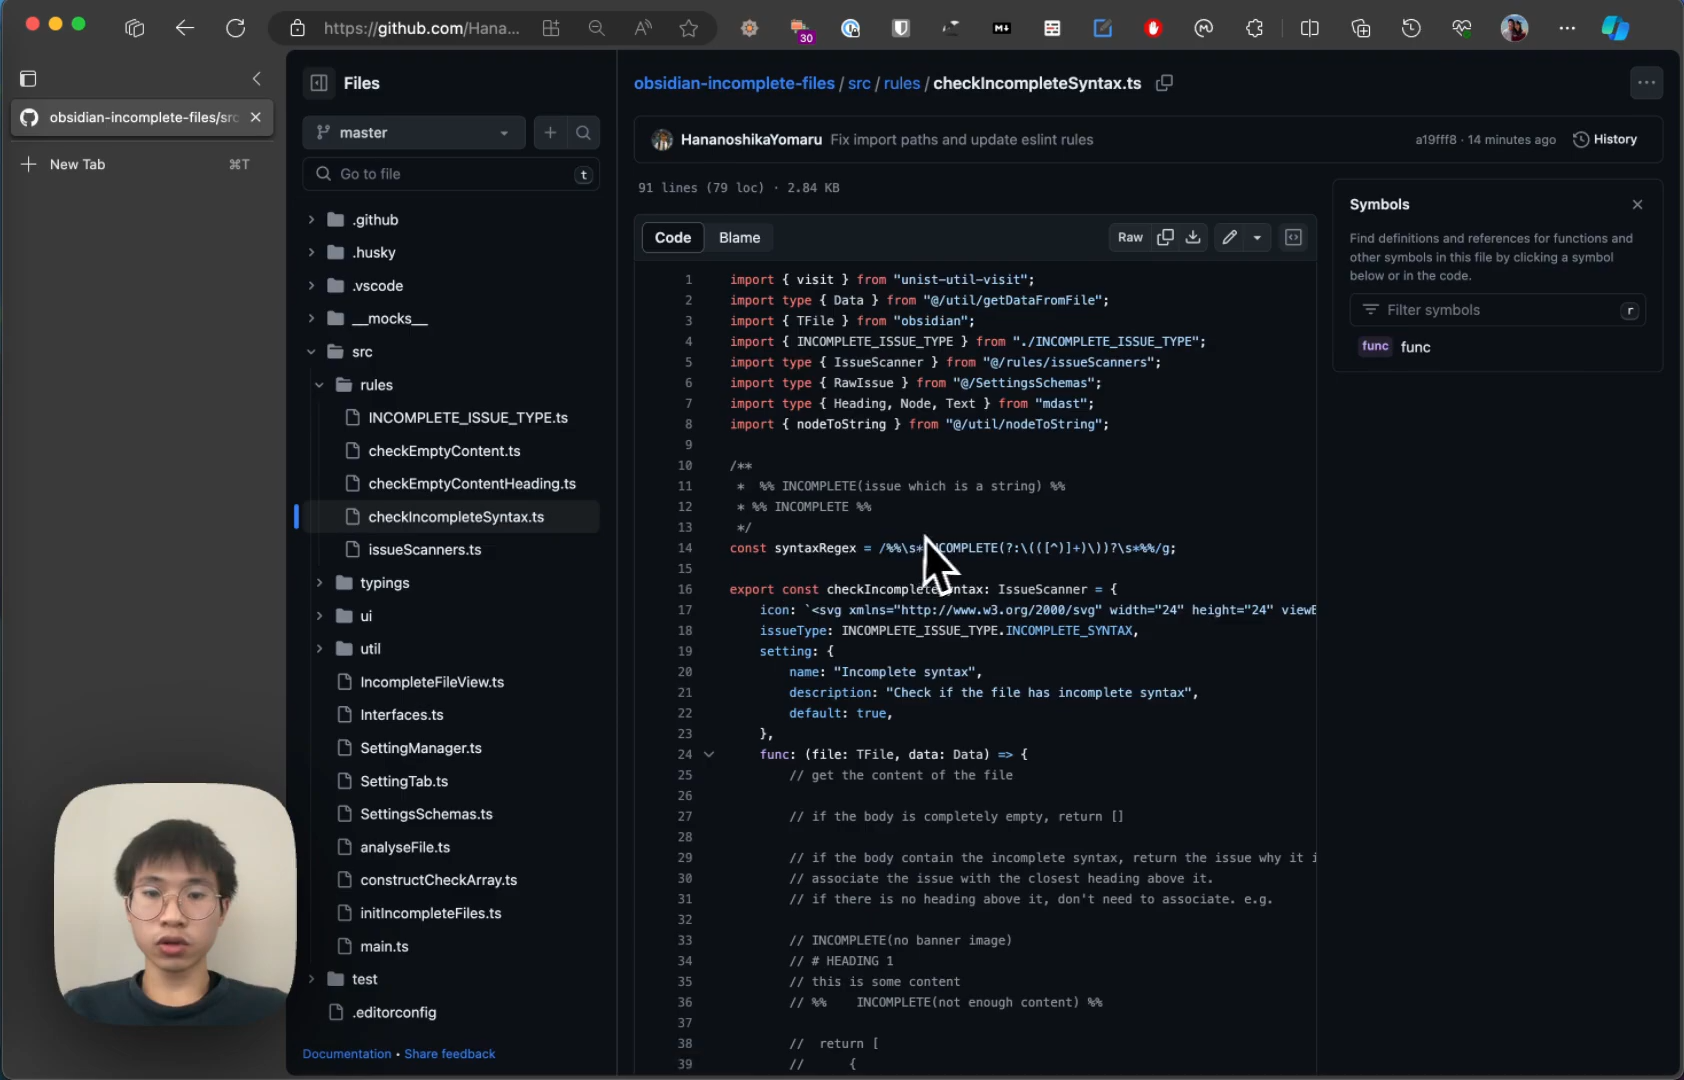 https://github.com/Hana...
30
obsidian-incomplete-files/src
New Tab
⌘T
Files
master
Go to file
t
.github
.husky
.vscode
__mocks__
src
rules
INCOMPLETE_ISSUE_TYPE.ts
checkEmptyContent.ts
checkEmptyContentHeading.ts
checkIncompleteSyntax.ts
issueScanners.ts
typings
ui
util
IncompleteFileView.ts
Interfaces.ts
SettingManager.ts
SettingTab.ts
SettingsSchemas.ts
analyseFile.ts
constructCheckArray.ts
initIncompleteFiles.ts
main.ts
test
.editorconfig
Documentation • Share feedback
obsidian-incomplete-files / src / rules / checkIncompleteSyntax.ts
HananoshikaYomaru Fix import paths and update eslint rules
a19fff8 · 14 minutes ago
History
91 lines (79 loc) · 2.84 KB
Code
Blame
Raw
1 import { visit } from "unist-util-visit";
2 import type { Data } from "@/util/getDataFromFile";
3 import { TFile } from "obsidian";
4 import { INCOMPLETE_ISSUE_TYPE } from "./INCOMPLETE_ISSUE_TYPE";
5 import type { IssueScanner } from "@/rules/issueScanners";
6 import type { RawIssue } from "@/SettingsSchemas";
7 import type { Heading, Node, Text } from "mdast";
8 import { nodeToString } from "@/util/nodeToString";
9
10 /**
11 * %% INCOMPLETE(issue which is a string) %%
12 * %% INCOMPLETE %%
13 */
14 const syntaxRegex = /%%\s* COMPLETE(?:\(([^)]+)\))?\s*%%/g;
15
16 export const checkIncomplete ntax: IssueScanner = {
17 icon: `<svg xmlns="http://www.w3.org/2000/svg" width="24" height="24" viewB
18 issueType: INCOMPLETE_ISSUE_TYPE.INCOMPLETE_SYNTAX,
19 setting: {
20 name: "Incomplete syntax",
21 description: "Check if the file has incomplete syntax",
22 default: true,
23 },
24 func: (file: TFile, data: Data) => {
25 // get the content of the file
26
27 // if the body is completely empty, return []
28
29 // if the body contain the incomplete syntax, return the issue why it i
30 // associate the issue with the closest heading above it.
31 // if there is no heading above it, don't need to associate. e.g.
32
33 // INCOMPLETE(no banner image)
34 // # HEADING 1
35 // this is some content
36 // %% INCOMPLETE(not enough content) %%
37
38 // return [
39 // {
Symbols
Find definitions and references for functions and
other symbols in this file by clicking a symbol
below or in the code.
Filter symbols
r
func func